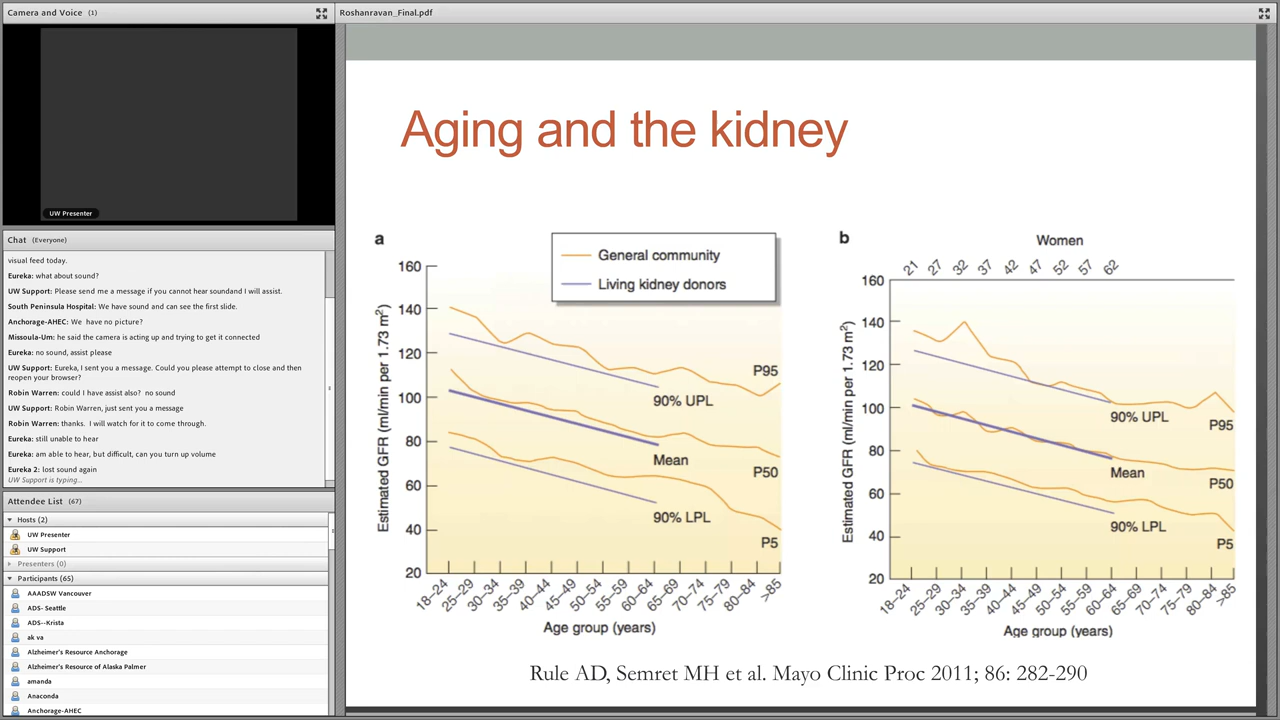 Camera and Voice (1)
UW Presenter
Chat (Everyone)
visual feed today.
Eureka: what about sound?
UW Support: Please send me a message if you cannot hear soundand I will assist.
South Peninsula Hospital: We have sound and can see the first slide.
Anchorage-AHEC: We have no picture?
Missoula-Um: he said the camera is acting up and trying to get it connected
Eureka: no sound, assist please
UW Support: Eureka, I sent you a message. Could you please attempt to close and then
reopen your browser?
Robin Warren: could I have assist also? no sound
UW Support: Robin Warren, just sent you a message
Robin Warren: thanks. I will watch for it to come through.
Eureka: still unable to hear
Eureka: am able to hear, but difficult, can you turn up volume
Eureka 2: lost sound again
UW Support is typing...
Attendee List (67)
Hosts (2)
UW Presenter
UW Support
Presenters (0)
Participants (65)
AAADSW Vancouver
ADS- Seattle
ADS--Krista
ak va
Alzheimer's Resource Anchorage
Alzheimer's Resource of Alaska Palmer
amanda
Anaconda
Anchorage-AHEC
Roshanravan_Final.pdf
Aging and the kidney
a
General community
Living kidney donors
Estimated GFR (ml/min per 1.73 m²)
160
140
120
100
80
60
40
20
P95
90% UPL
Mean
P50
90% LPL
P5
18–24 25–29 30–34 35–39 40–44 45–49 50–54 55–59 60–64 65–69 70–74 75–79 80–84 >85
Age group (years)
b
Women
21 27 32 37 42 47 52 57 62
Estimated GFR (ml/min per 1.73 m²)
160
140
120
100
80
60
40
20
90% UPL
P95
Mean
P50
90% LPL
P5
18–24 25–29 30–34 35–39 40–44 45–49 50–54 55–59 60–64 65–69 70–74 75–79 80–84 >85
Age group (years)
Rule AD, Semret MH et al. Mayo Clinic Proc 2011; 86: 282-290